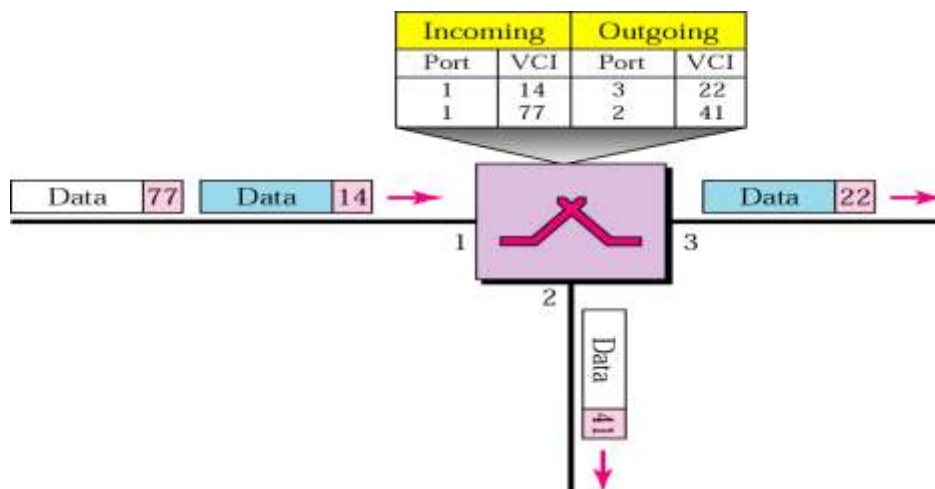 Incoming Outgoing
Port VCI Port VCI
1 14 3 22
1 77 2 41
Data 77 Data 14 Data 22
1 3
2
Data 41